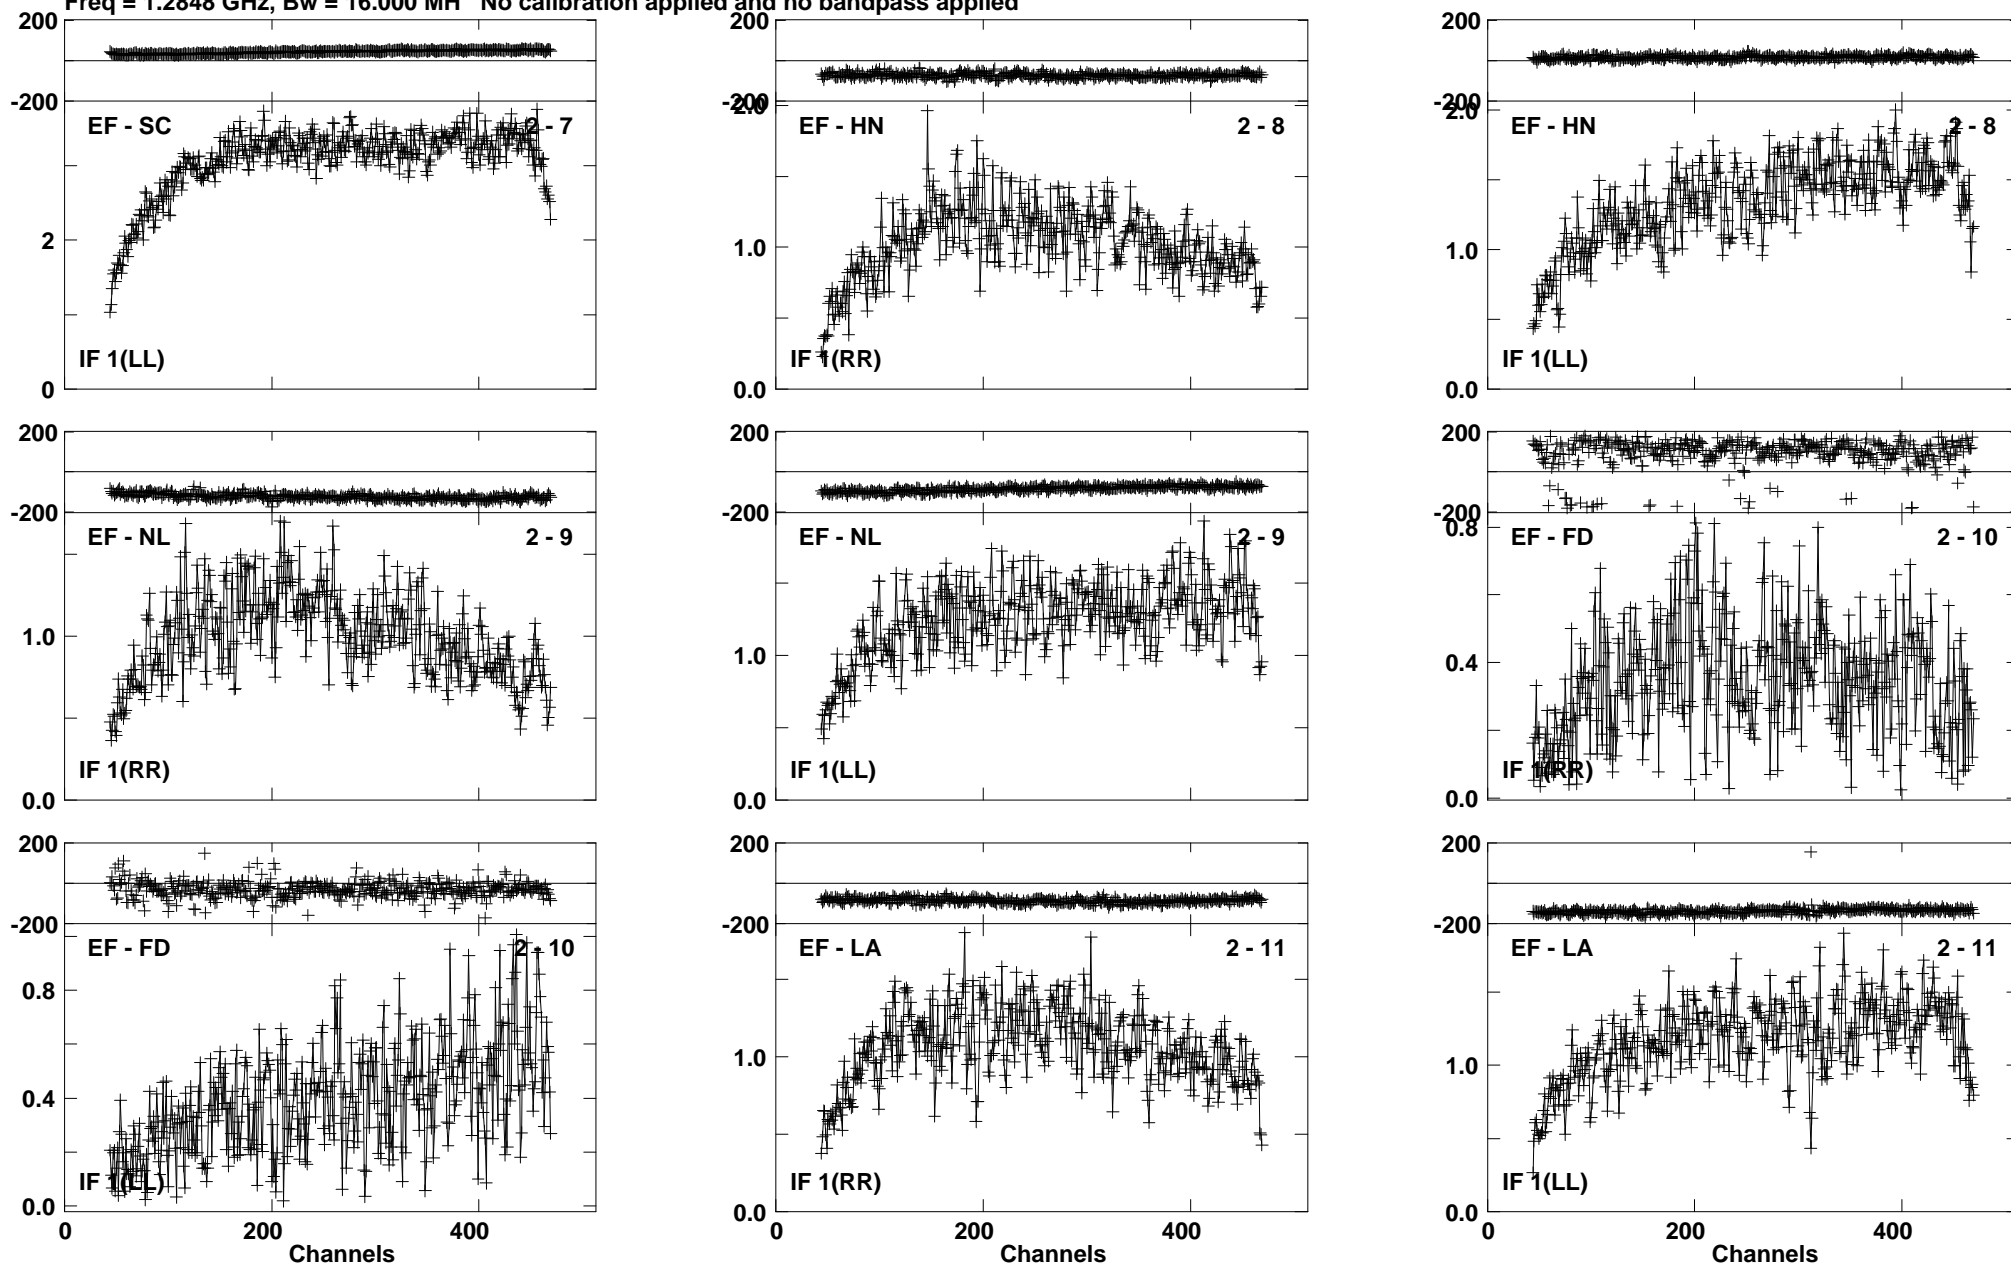 Freq = 1.2848 GHz, Bw = 16.000 MH No calibration applied and no bandpass applied
200
-200
EF - SC 2 - 7
2
IF 1(LL)
0
200
-200
2.0
EF - HN 2 - 8
1.0
IF 1(RR)
0.0
200
-200
2.0
EF - HN 2 - 8
1.0
IF 1(LL)
0.0
200
-200
EF - NL 2 - 9
1.0
IF 1(RR)
0.0
200
-200
EF - NL 2 - 9
1.0
IF 1(LL)
0.0
200
-200
0.8
EF - FD 2 - 10
0.4
IF 1(RR)
0.0
200
-200
EF - FD 2 - 10
0.8
0.4
IF 1(LL)
0.0
0 200 400
Channels
200
-200
EF - LA 2 - 11
1.0
IF 1(RR)
0.0
200
-200
EF - LA 2 - 11
1.0
IF 1(LL)
0.0
0 200 400
Channels